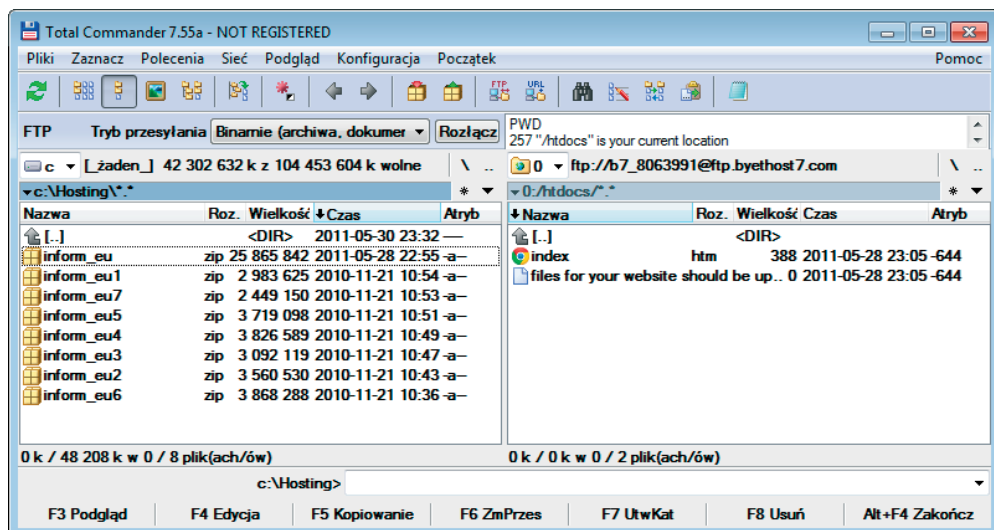 Total Commander 7.55a - NOT REGISTERED
Pliki Zaznacz Polecenia Sieć Podgląd Konfiguracja Początek Pomoc
FTP URL
FTP Tryb przesyłania Binarnie (archiwa, dokumer Rozłącz
PWD
257 "/htdocs" is your current location
c [_żaden_] 42 302 632 k z 104 453 604 k wolne \ ..
0 ftp://b7_8063991@ftp.byethost7.com \ ..
c:\Hosting\*.* * ▼
0:/htdocs/*.* * ▼
Nazwa Roz. Wielkość Czas Atryb
[..] <DIR> 2011-05-30 23:32 ----
inform_eu zip 25 865 842 2011-05-28 22:55 -a--
inform_eu1 zip 2 983 625 2010-11-21 10:54 -a--
inform_eu7 zip 2 449 150 2010-11-21 10:53 -a--
inform_eu5 zip 3 719 098 2010-11-21 10:51 -a--
inform_eu4 zip 3 826 589 2010-11-21 10:49 -a--
inform_eu3 zip 3 092 119 2010-11-21 10:47 -a--
inform_eu2 zip 3 560 530 2010-11-21 10:43 -a--
inform_eu6 zip 3 868 288 2010-11-21 10:36 -a--
0 k / 48 208 k w 0 / 8 plik(ach/ów)
Nazwa Roz. Wielkość Czas Atryb
[..] <DIR>
index htm 388 2011-05-28 23:05 -644
files for your website should be up.. 0 2011-05-28 23:05 -644
0 k / 0 k w 0 / 2 plik(ach/ów)
c:\Hosting>
F3 Podgląd F4 Edycja F5 Kopiowanie F6 ZmPrzes F7 UtwKat F8 Usuń Alt+F4 Zakończ